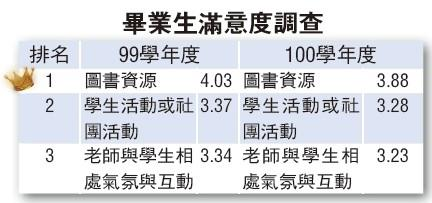 畢業生滿意度調查
排名 99學年度 100學年度
1 圖書資源 4.03 圖書資源 3.88
2 學生活動或社 3.37 學生活動或社 3.28
團活動 團活動
3 老師與學生相 3.34 老師與學生相 3.23
處氣氛與互動 處氣氛與互動